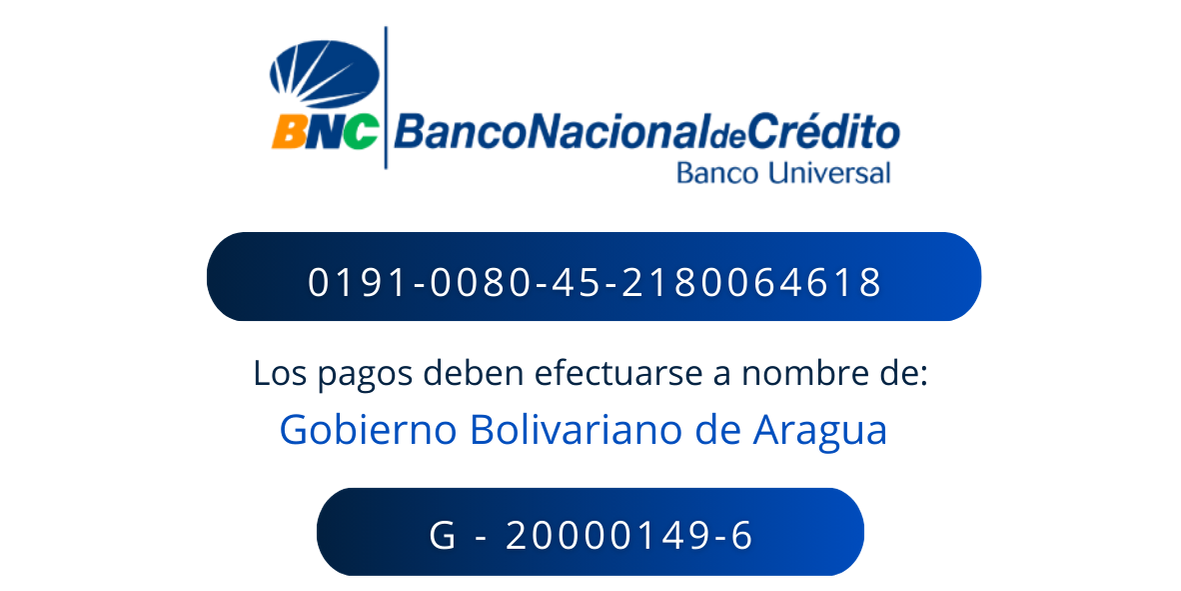 BNC BancoNacionaldeCrédito
Banco Universal
0191-0080-45-2180064618
Los pagos deben efectuarse a nombre de:
Gobierno Bolivariano de Aragua
G - 20000149-6